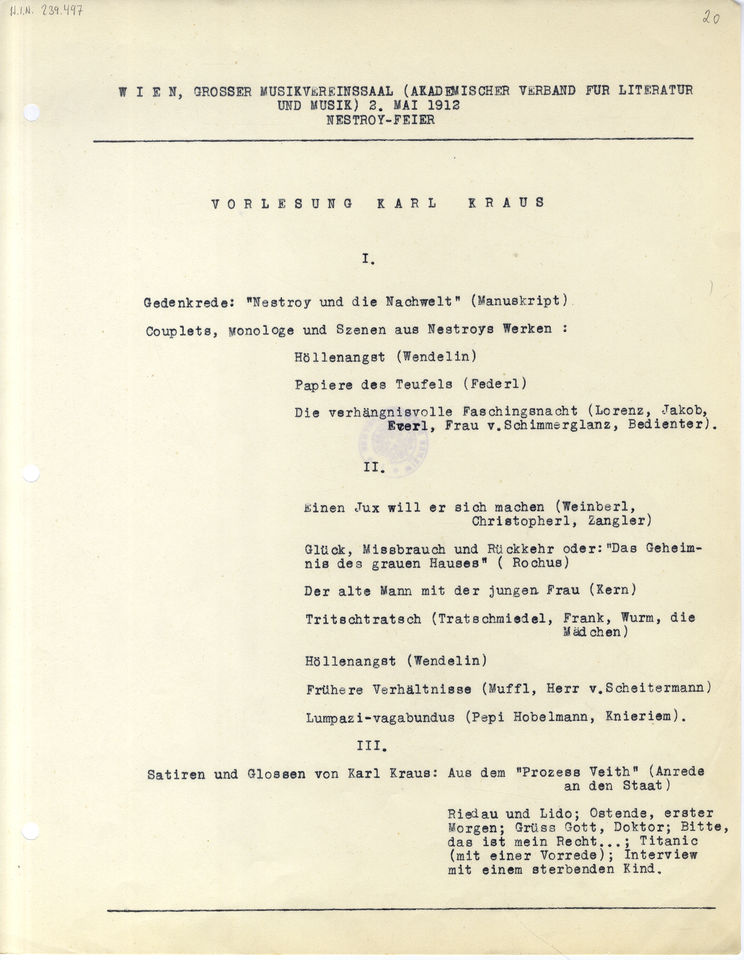 H.I.N. 239.497
20
W I E N, GROSSER MUSIKVEREINSSAAL (AKADEMISCHER VERBAND FUR LITERATUR
UND MUSIK) 2. MAI 1912
NESTROY-FEIER
V O R L E S U N G   K A R L   K R A U S
I.
Gedenkrede: "Nestroy und die Nachwelt" (Manuskript)
Couplets, Monologe und Szenen aus Nestroys Werken :
Höllenangst (Wendelin)
Papiere des Teufels (Federl)
Die verhängnisvolle Faschingsnacht (Lorenz, Jakob,
Everl, Frau v.Schimmerglanz, Bedienter).
II.
Einen Jux will er sich machen (Weinberl,
Christopherl, Zangler)
Glück, Missbrauch und Rückkehr oder:"Das Geheim-
nis des grauen Hauses" ( Rochus)
Der alte Mann mit der jungen Frau (Kern)
Tritschtratsch (Tratschmiedel, Frank, Wurm, die
Mädchen)
Höllenangst (Wendelin)
Frühere Verhältnisse (Muffl, Herr v.Scheitermann)
Lumpazi-vagabundus (Pepi Hobelmann, Knieriem).
III.
Satiren und Glossen von Karl Kraus: Aus dem "Prozess Veith" (Anrede
an den Staat)
Riedau und Lido; Ostende, erster
Morgen; Grüss Gott, Doktor; Bitte,
das ist mein Recht...; Titanic
(mit einer Vorrede); Interview
mit einem sterbenden Kind.